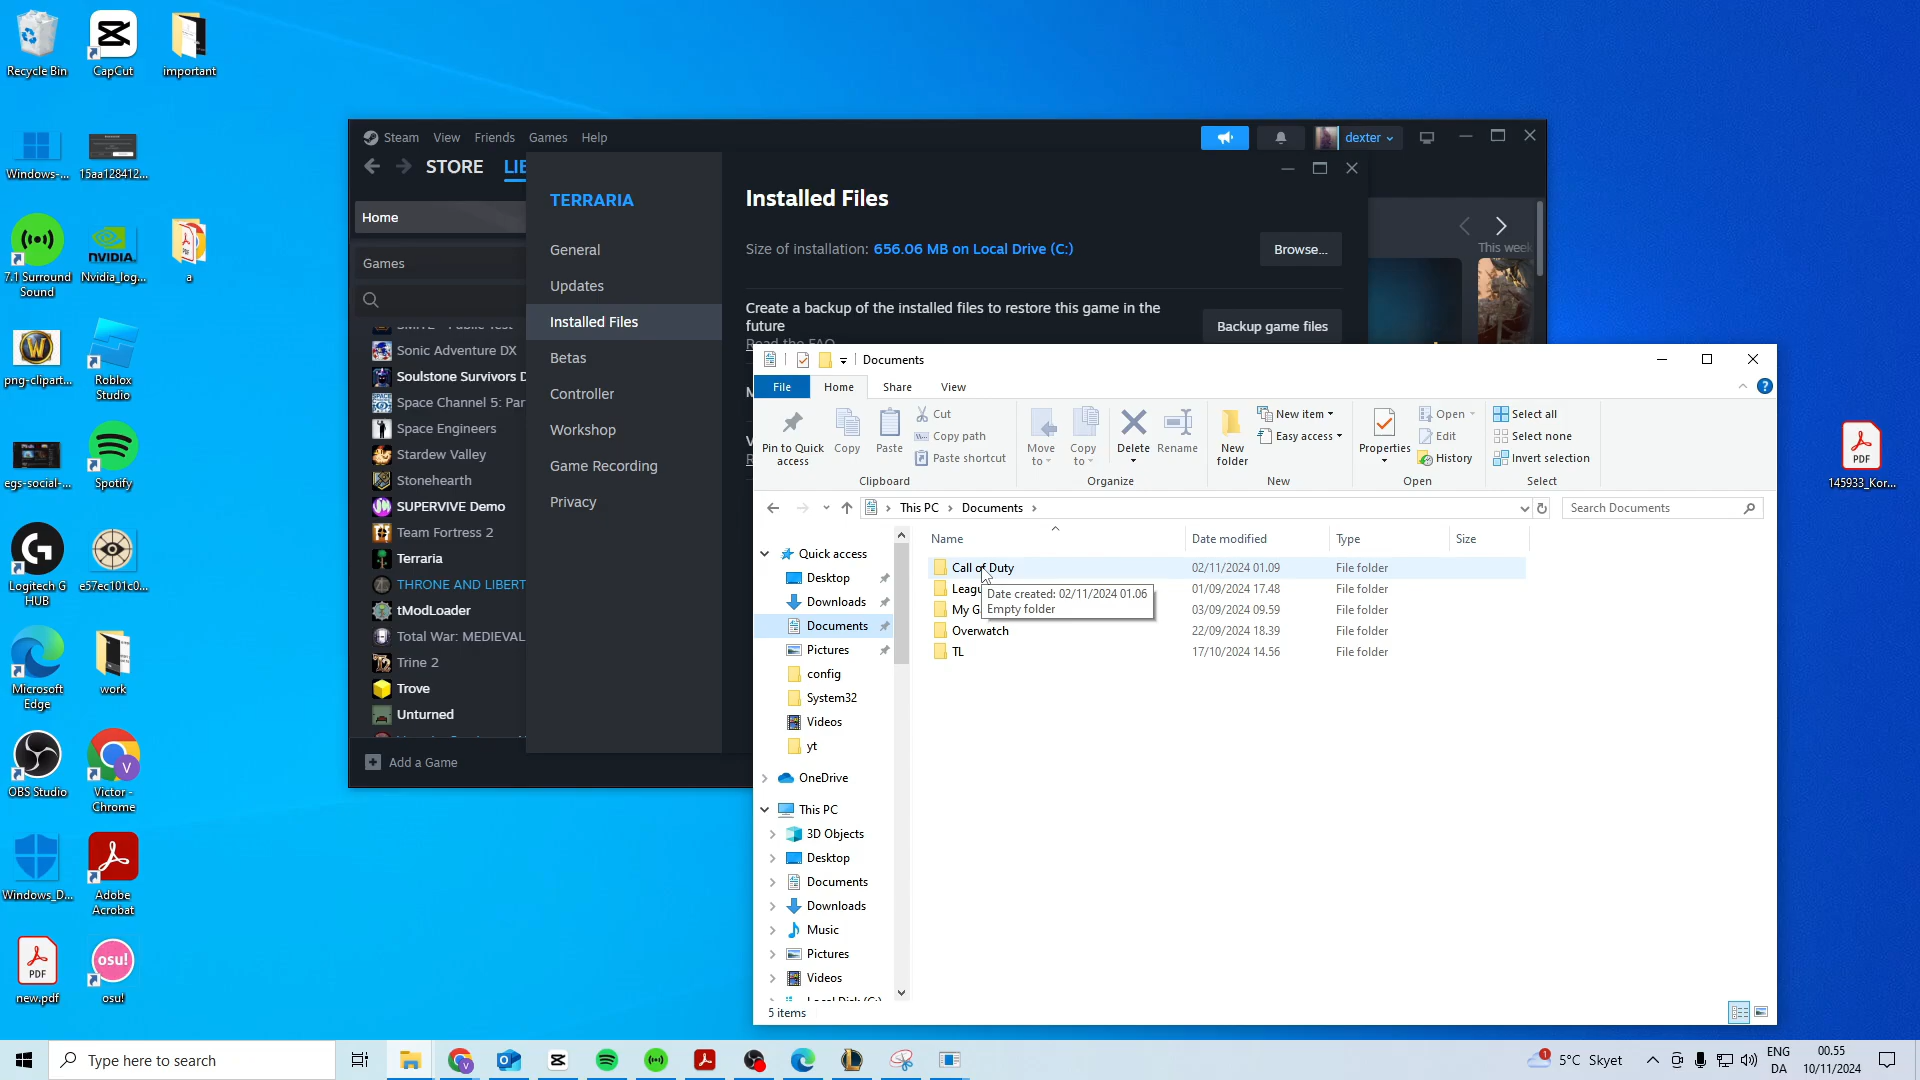 Recycle Bin
CapCut
important
Windows-...
15aa128412...
7.1 Surround
Sound
Nvidia_log...
NVIDIA.
a
png-clipart...
Roblox
Studio
egs-social-...
Spotify
Logitech G
HUB
e57ec101c0...
Microsoft
Edge
work
OBS Studio
Victor -
Chrome
V
Windows_D...
Adobe
Acrobat
PDF
new.pdf
osu!
osu!
PDF
145933_Kor...
Steam View Friends Games Help
dexter
STORE LIB
Home
Games
Sonic Adventure DX
Soulstone Survivors D
Space Channel 5: Par
Space Engineers
Stardew Valley
Stonehearth
SUPERVIVE Demo
Team Fortress 2
Terraria
THRONE AND LIBERT
tModLoader
Total War: MEDIEVAL
Trine 2
Trove
Unturned
Add a Game
This week
TERRARIA
General
Updates
Installed Files
Betas
Controller
Workshop
Game Recording
Privacy
Installed Files
Size of installation: 656.06 MB on Local Drive (C:)
Browse...
Create a backup of the installed files to restore this game in the
future
Backup game files
Read the FAQ
Documents
File Home Share View
Pin to Quick
access
Copy
Paste
Cut
Copy path
Paste shortcut
Clipboard
Move
to
Copy
to
Delete
Rename
Organize
New
folder
New item
Easy access
New
Properties
Open
Edit
History
Open
Select all
Select none
Invert selection
Select
This PC > Documents >
Search Documents
Name Date modified Type Size
Call of Duty 02/11/2024 01.09 File folder
Leagu 01/09/2024 17.48 File folder
My Ga 03/09/2024 09.59 File folder
Overwatch 22/09/2024 18.39 File folder
TL 17/10/2024 14.56 File folder
Date created: 02/11/2024 01.06
Empty folder
Quick access
Desktop
Downloads
Documents
Pictures
config
System32
Videos
yt
OneDrive
This PC
3D Objects
Desktop
Documents
Downloads
Music
Pictures
Videos
Local Disk (C:)
5 items
Type here to search
1
5°C Skyet
ENG
DA
00.55
10/11/2024